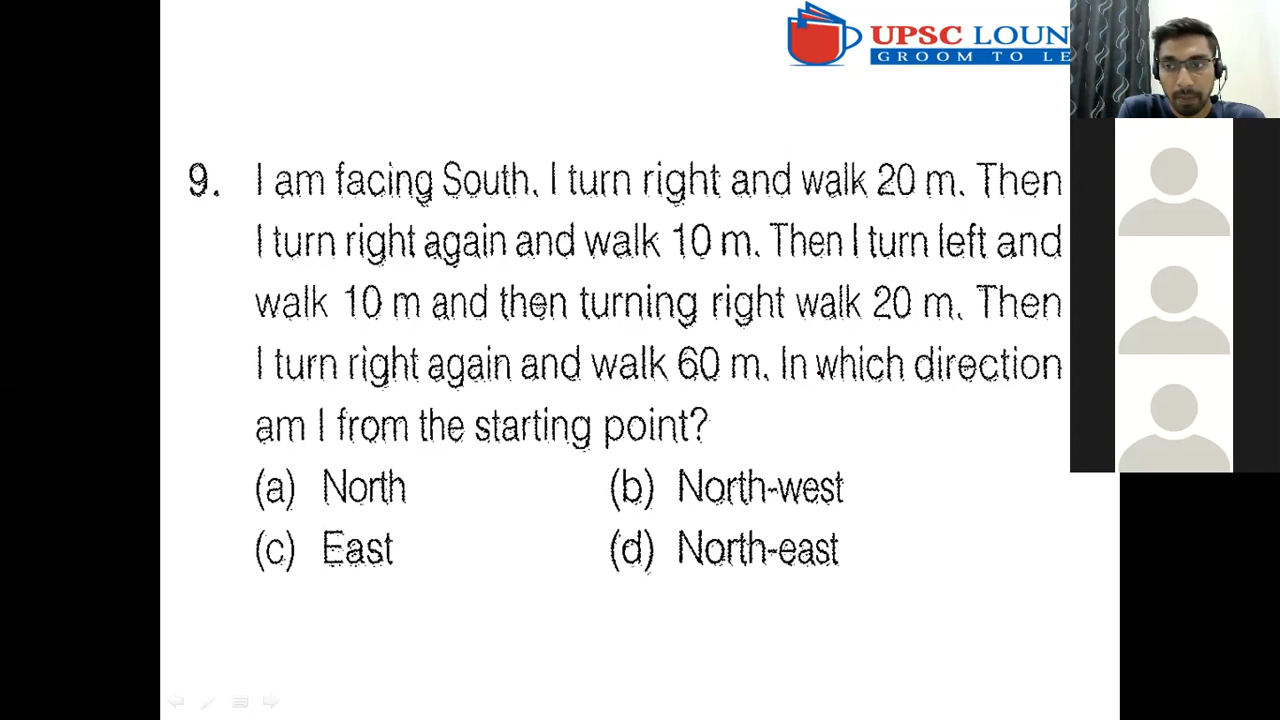 UPSC LOUN
GROOM TO LE
9. I am facing South. I turn right and walk 20 m. Then
I turn right again and walk 10 m. Then I turn left and
walk 10 m and then turning right walk 20 m. Then
I turn right again and walk 60 m. In which direction
am I from the starting point?
(a) North (b) North-west
(c) East (d) North-east